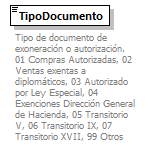 TipoDocumento
Tipo de documento de
exoneración o autorización.
01 Compras Autorizadas, 02
Ventas exentas a
diplomáticos, 03 Autorizado
por Ley Especial, 04
Exenciones Dirección General
de Hacienda, 05 Transitorio
V, 06 Transitorio IX, 07
Transitorio XVII, 99 Otros